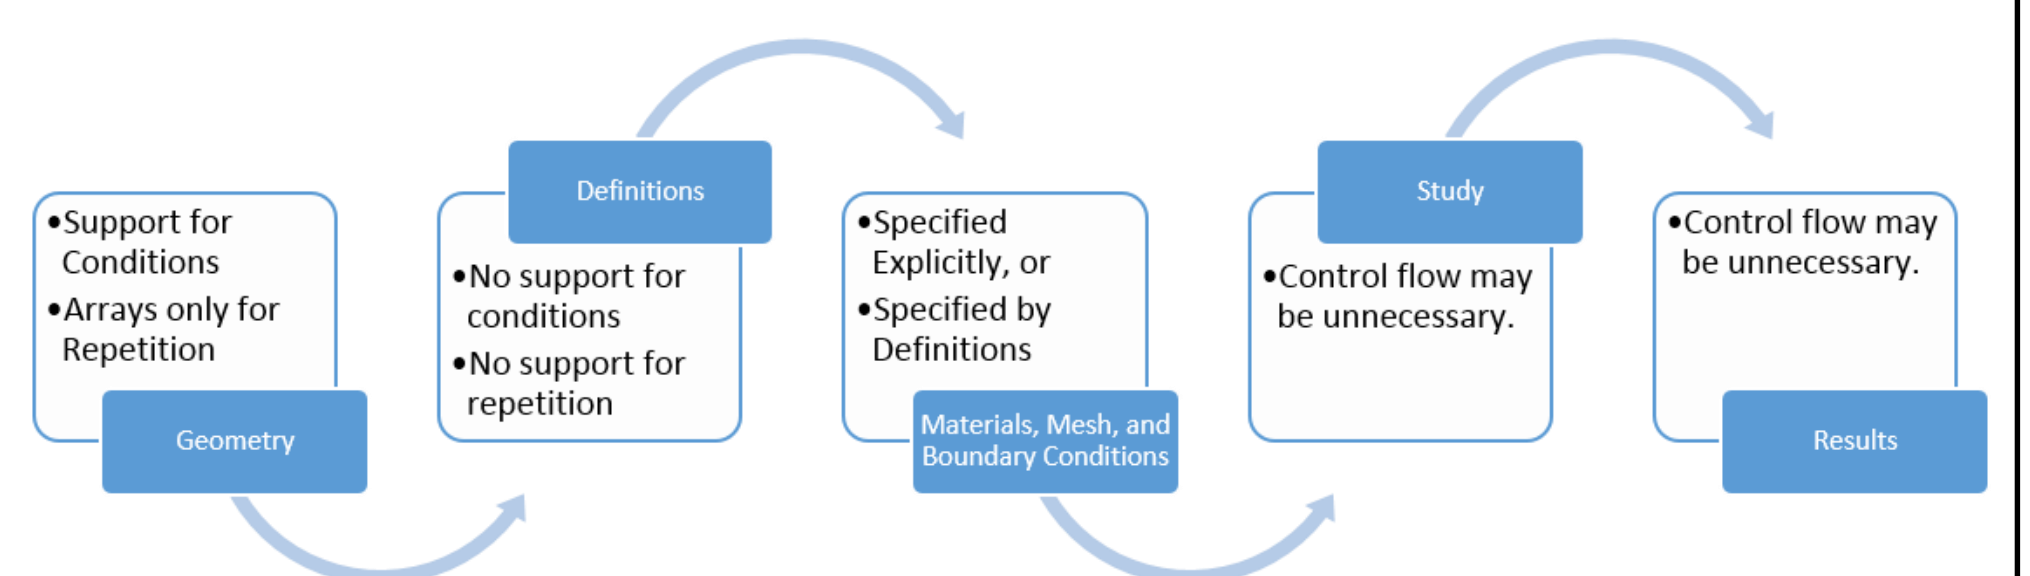 •Support for
Conditions
•Arrays only for
Repetition
Geometry
Definitions
•No support for
conditions
•No support for
repetition
•Specified
Explicitly, or
•Specified by
Definitions
Materials, Mesh, and
Boundary Conditions
Study
•Control flow may
be unnecessary.
•Control flow may
be unnecessary.
Results